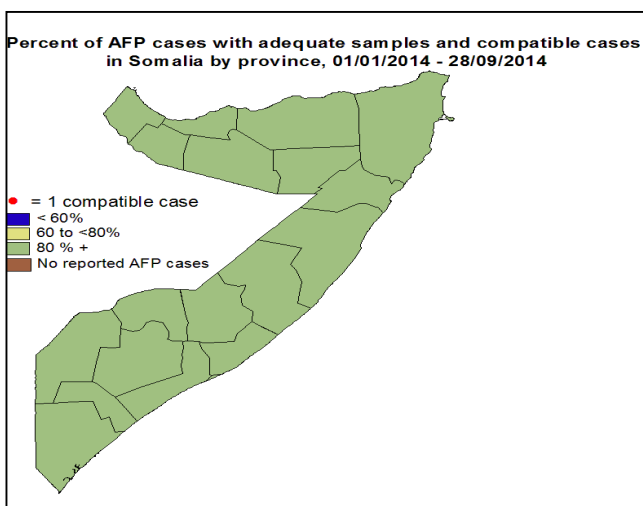 Percent of AFP cases with adequate samples and compatible cases
in Somalia by province, 01/01/2014 - 28/09/2014
= 1 compatible case
< 60%
60 to <80%
80 % +
No reported AFP cases